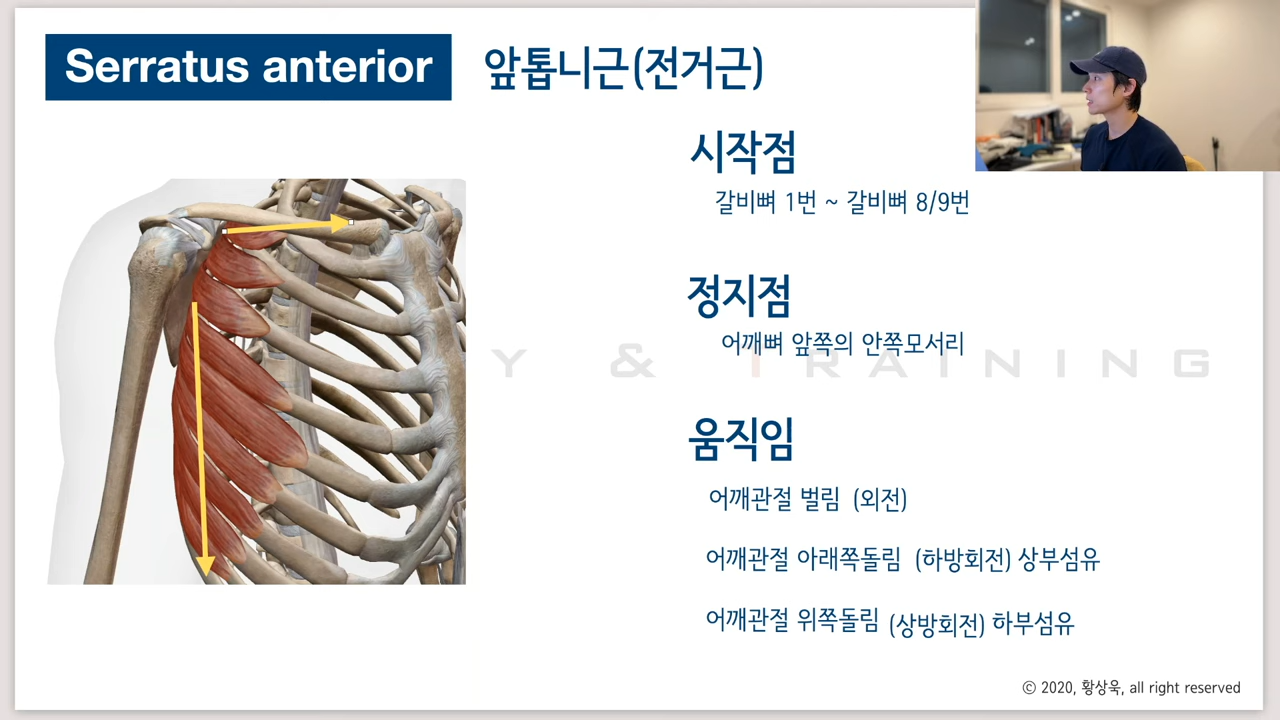 Serratus anterior 앞톱니근(전거근)
시작점
갈비뼈 1번 ~ 갈비뼈 8/9번
정지점
어깨뼈 앞쪽의 안쪽모서리
Y & TRAINING
움직임
어깨관절 벌림 (외전)
어깨관절 아래쪽돌림 (하방회전) 상부섬유
어깨관절 위쪽돌림 (상방회전) 하부섬유
© 2020, 황상욱, all right reserved